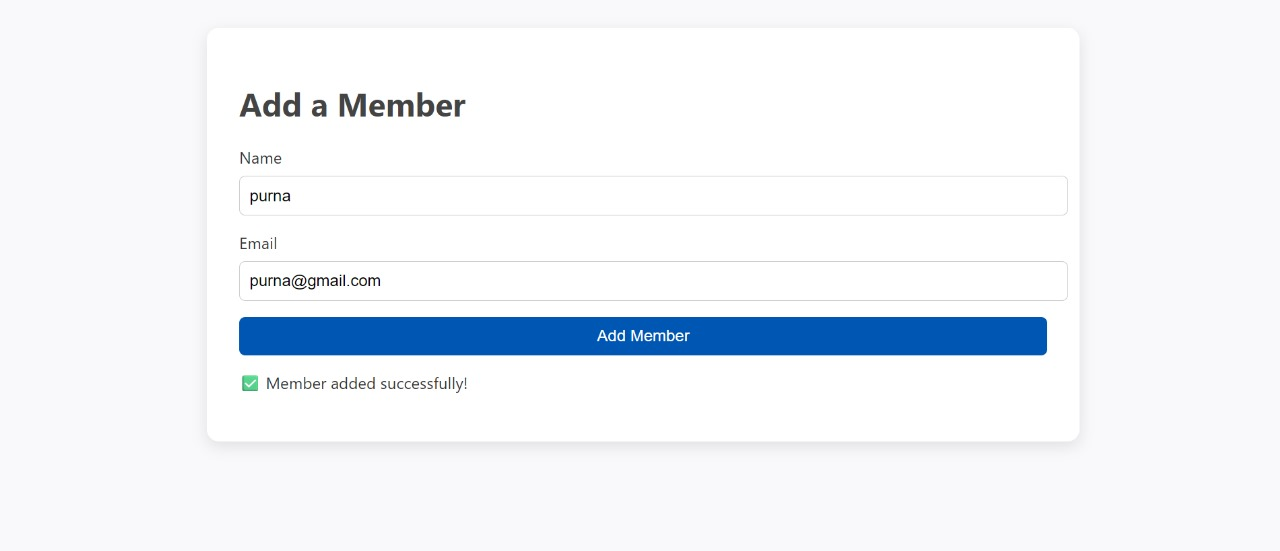 Add a Member
Name
purna
Email
purna@gmail.com
Add Member
✅ Member added successfully!